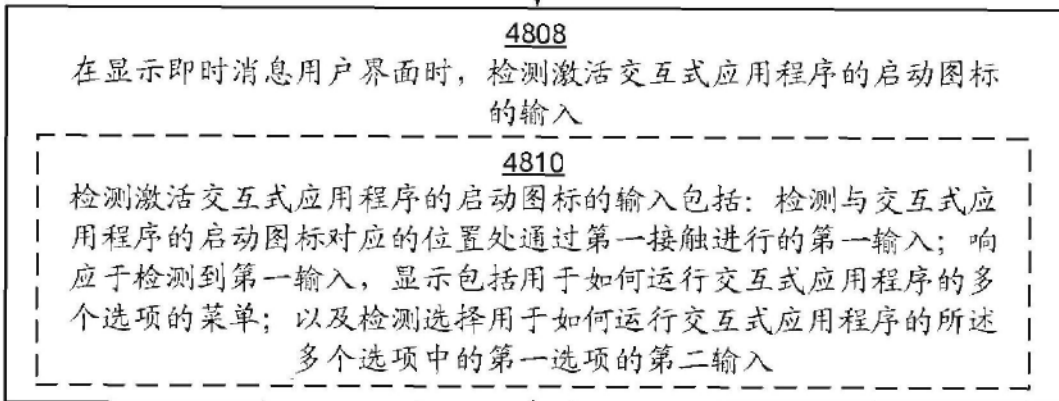 4808
在显示即时消息用户界面时，检测激活交互式应用程序的启动图标
的输入
4810
检测激活交互式应用程序的启动图标的输入包括：检测与交互式应
用程序的启动图标对应的位置处通过第一接触进行的第一输入；响
应于检测到第一输入，显示包括用于如何运行交互式应用程序的多
个选项的菜单；以及检测选择用于如何运行交互式应用程序的所述
多个选项中的第一选项的第二输入